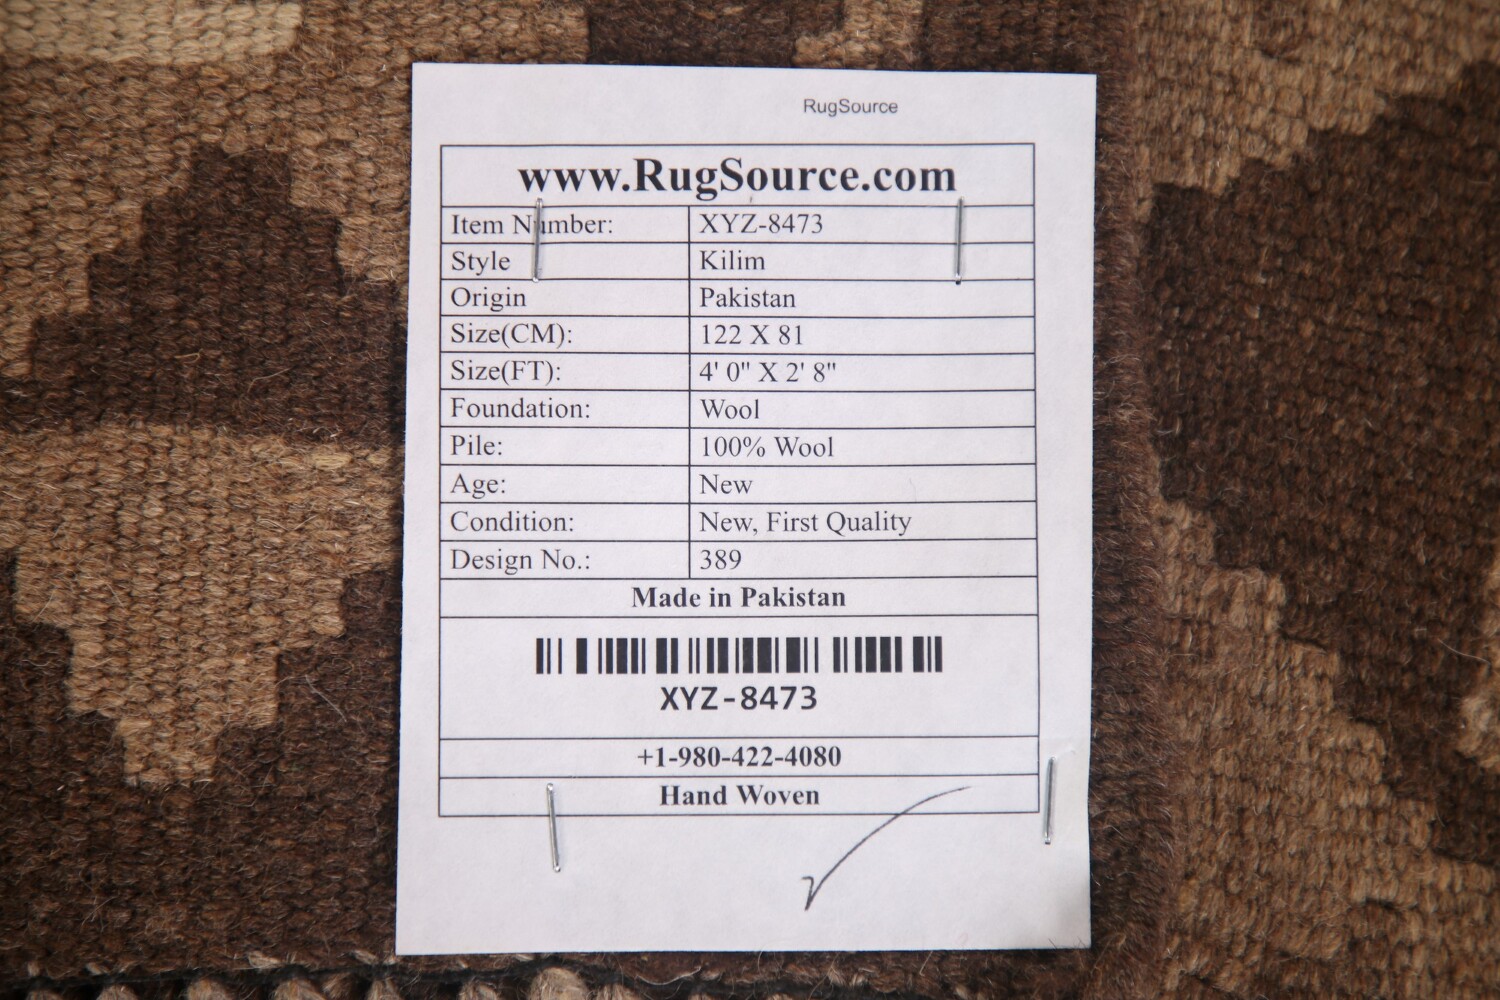 RugSource
www.RugSource.com
Item Number: XYZ-8473
Style Kilim
Origin Pakistan
Size(CM): 122 X 81
Size(FT): 4' 0" X 2' 8"
Foundation: Wool
Pile: 100% Wool
Age: New
Condition: New, First Quality
Design No.: 389
Made in Pakistan
XYZ-8473
+1-980-422-4080
Hand Woven